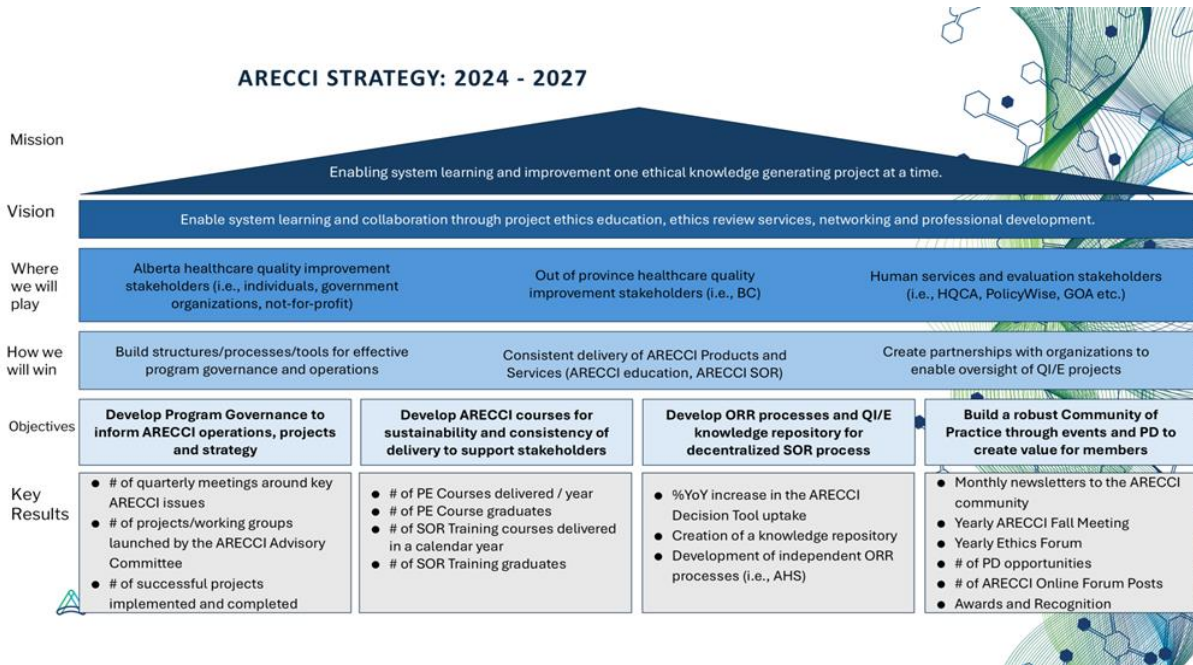 ARECCI STRATEGY: 2024 - 2027
Mission
Enabling system learning and improvement one ethical knowledge generating project at a time.
Vision
Enable system learning and collaboration through project ethics education, ethics review services, networking and professional development.
Where
we will
play
Alberta healthcare quality improvement
stakeholders (i.e., individuals, government
organizations, not-for-profit)
Out of province healthcare quality
improvement stakeholders (i.e., BC)
Human services and evaluation stakeholders
(i.e., HQCA, PolicyWise, GOA etc.)
How we
will win
Build structures/processes/tools for effective
program governance and operations
Consistent delivery of ARECCI Products and
Services (ARECCI education, ARECCI SOR)
Create partnerships with organizations to
enable oversight of QI/E projects
Objectives
Develop Program Governance to
inform ARECCI operations, projects
and strategy
Develop ARECCI courses for
sustainability and consistency of
delivery to support stakeholders
Develop ORR processes and QI/E
knowledge repository for
decentralized SOR process
Build a robust Community of
Practice through events and PD to
create value for members
Key
Results
● # of quarterly meetings around key
ARECCI issues
● # of projects/working groups
launched by the ARECCI Advisory
Committee
● # of successful projects
implemented and completed
● # of PE Courses delivered / year
● # of PE Course graduates
● # of SOR Training courses delivered
in a calendar year
● # of SOR Training graduates
● %YoY increase in the ARECCI
Decision Tool uptake
● Creation of a knowledge repository
● Development of independent ORR
processes (i.e., AHS)
● Monthly newsletters to the ARECCI
community
● Yearly ARECCI Fall Meeting
● Yearly Ethics Forum
● # of PD opportunities
● # of ARECCI Online Forum Posts
● Awards and Recognition